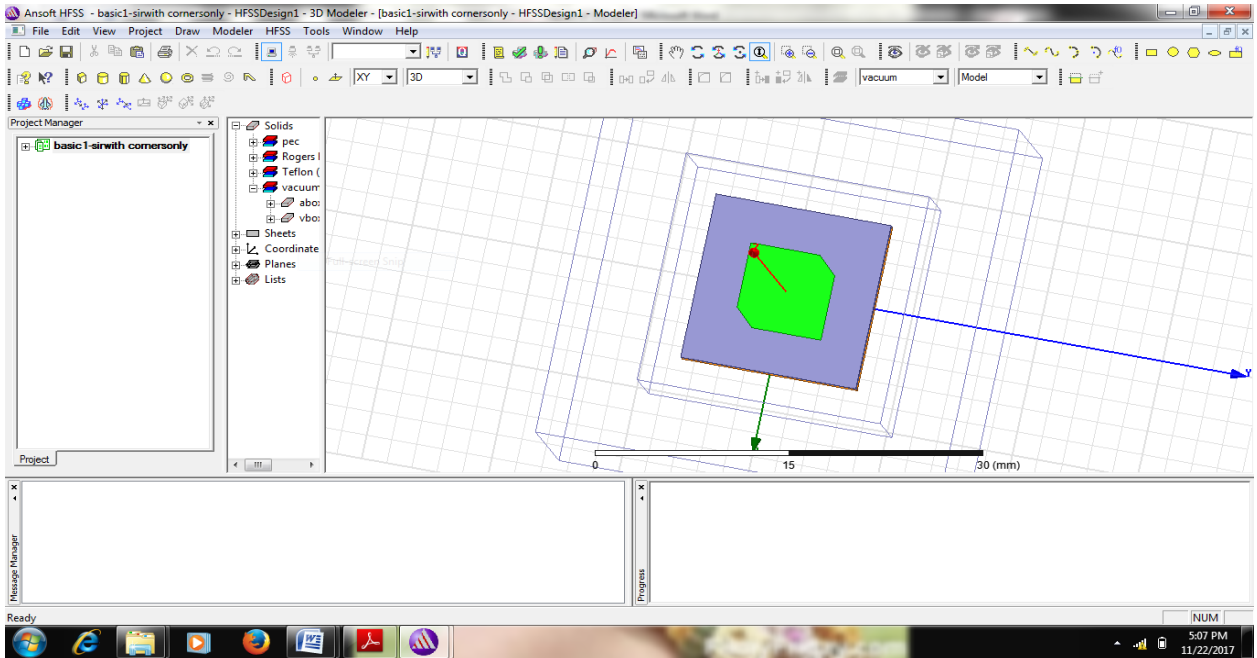 Ansoft HFSS - basic1-sirwith cornersonly - HFSSDesign1 - 3D Modeler - [basic1-sirwith cornersonly - HFSSDesign1 - Modeler]
File Edit View Project Draw Modeler HFSS Tools Window Help
XY 3D vacuum Model
Project Manager
basic1-sirwith cornersonly
Project
Solids
pec
Rogers
Teflon (
vacuum
Sheets
Coordinate
Planes
Lists
Full-screen Snip
Y
0 15 30 (mm)
Message Manager
Progress
Ready
NUM
5:07 PM
11/22/2017